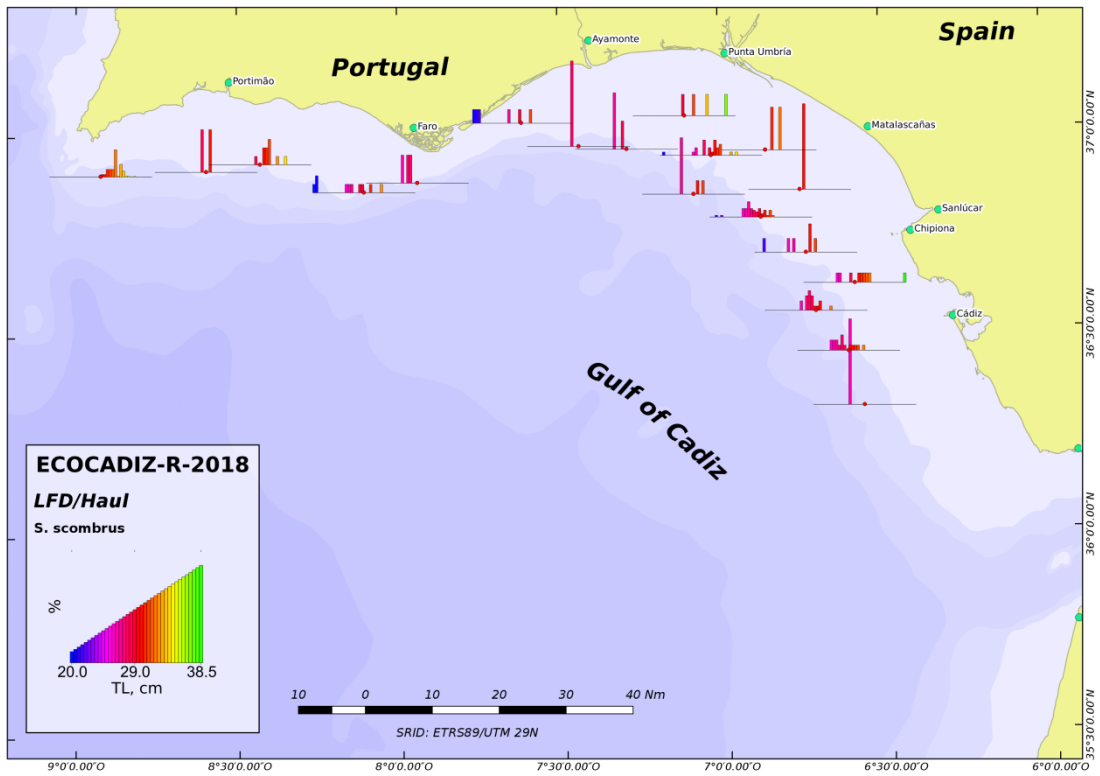 Spain
Ayamonte
Punta Umbría
Portugal
Portimão
Faro
Matalascañas
Sanlúcar
Chipiona
Cádiz
Gulf of Cadiz
37°0'0.00"N
36°30'0.00"N
36°0'0.00"N
35°30'0.00"N
ECOCADIZ-R-2018
LFD/Haul
S. scombrus
%
20.0 29.0 38.5
TL, cm
10 0 10 20 30 40 Nm
SRID: ETRS89/UTM 29N
9°0'0.00"O 8°30'0.00"O 8°0'0.00"O 7°30'0.00"O 7°0'0.00"O 6°30'0.00"O 6°0'0.00"O